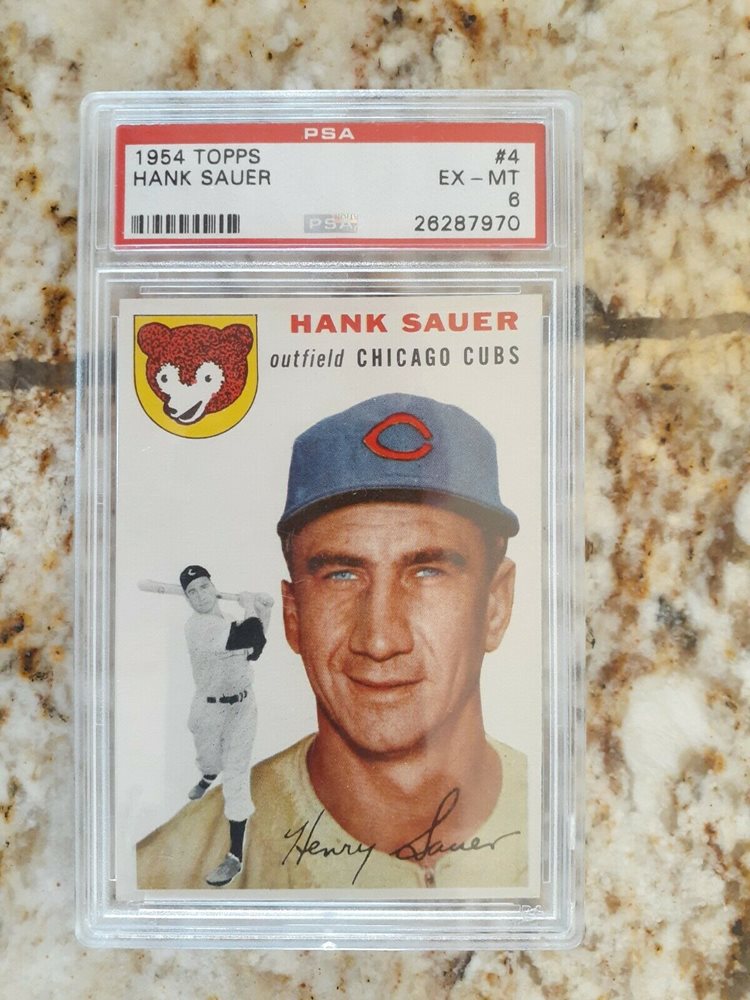 PSA
1954 TOPPS #4
HANK SAUER EX-MT
6
PSA 26287970
HANK SAUER
outfield CHICAGO CUBS
C
Henry Sauer